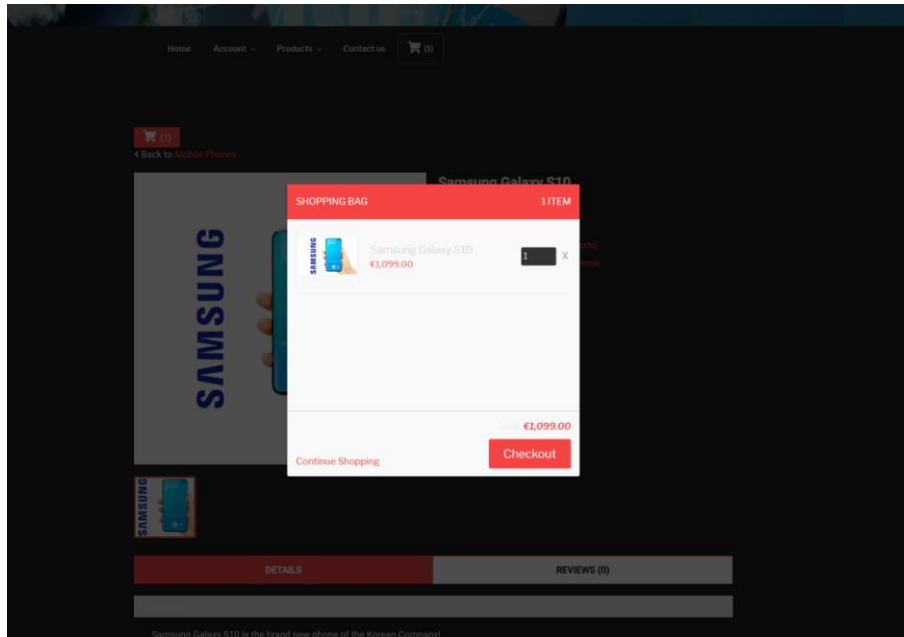 Home Account Products Contact us (1)
(1)
Back to Mobile Phones
Samsung Galaxy S10
SAMSUNG
SHOPPING BAG 1 ITEM
SAMSUNG
Samsung Galaxy S10
€1,099.00
1 X
€1,099.00
Continue Shopping Checkout
SAMSUNG
DETAILS REVIEWS (0)
Samsung Galaxy S10 is the brand new phone of the Korean Company!